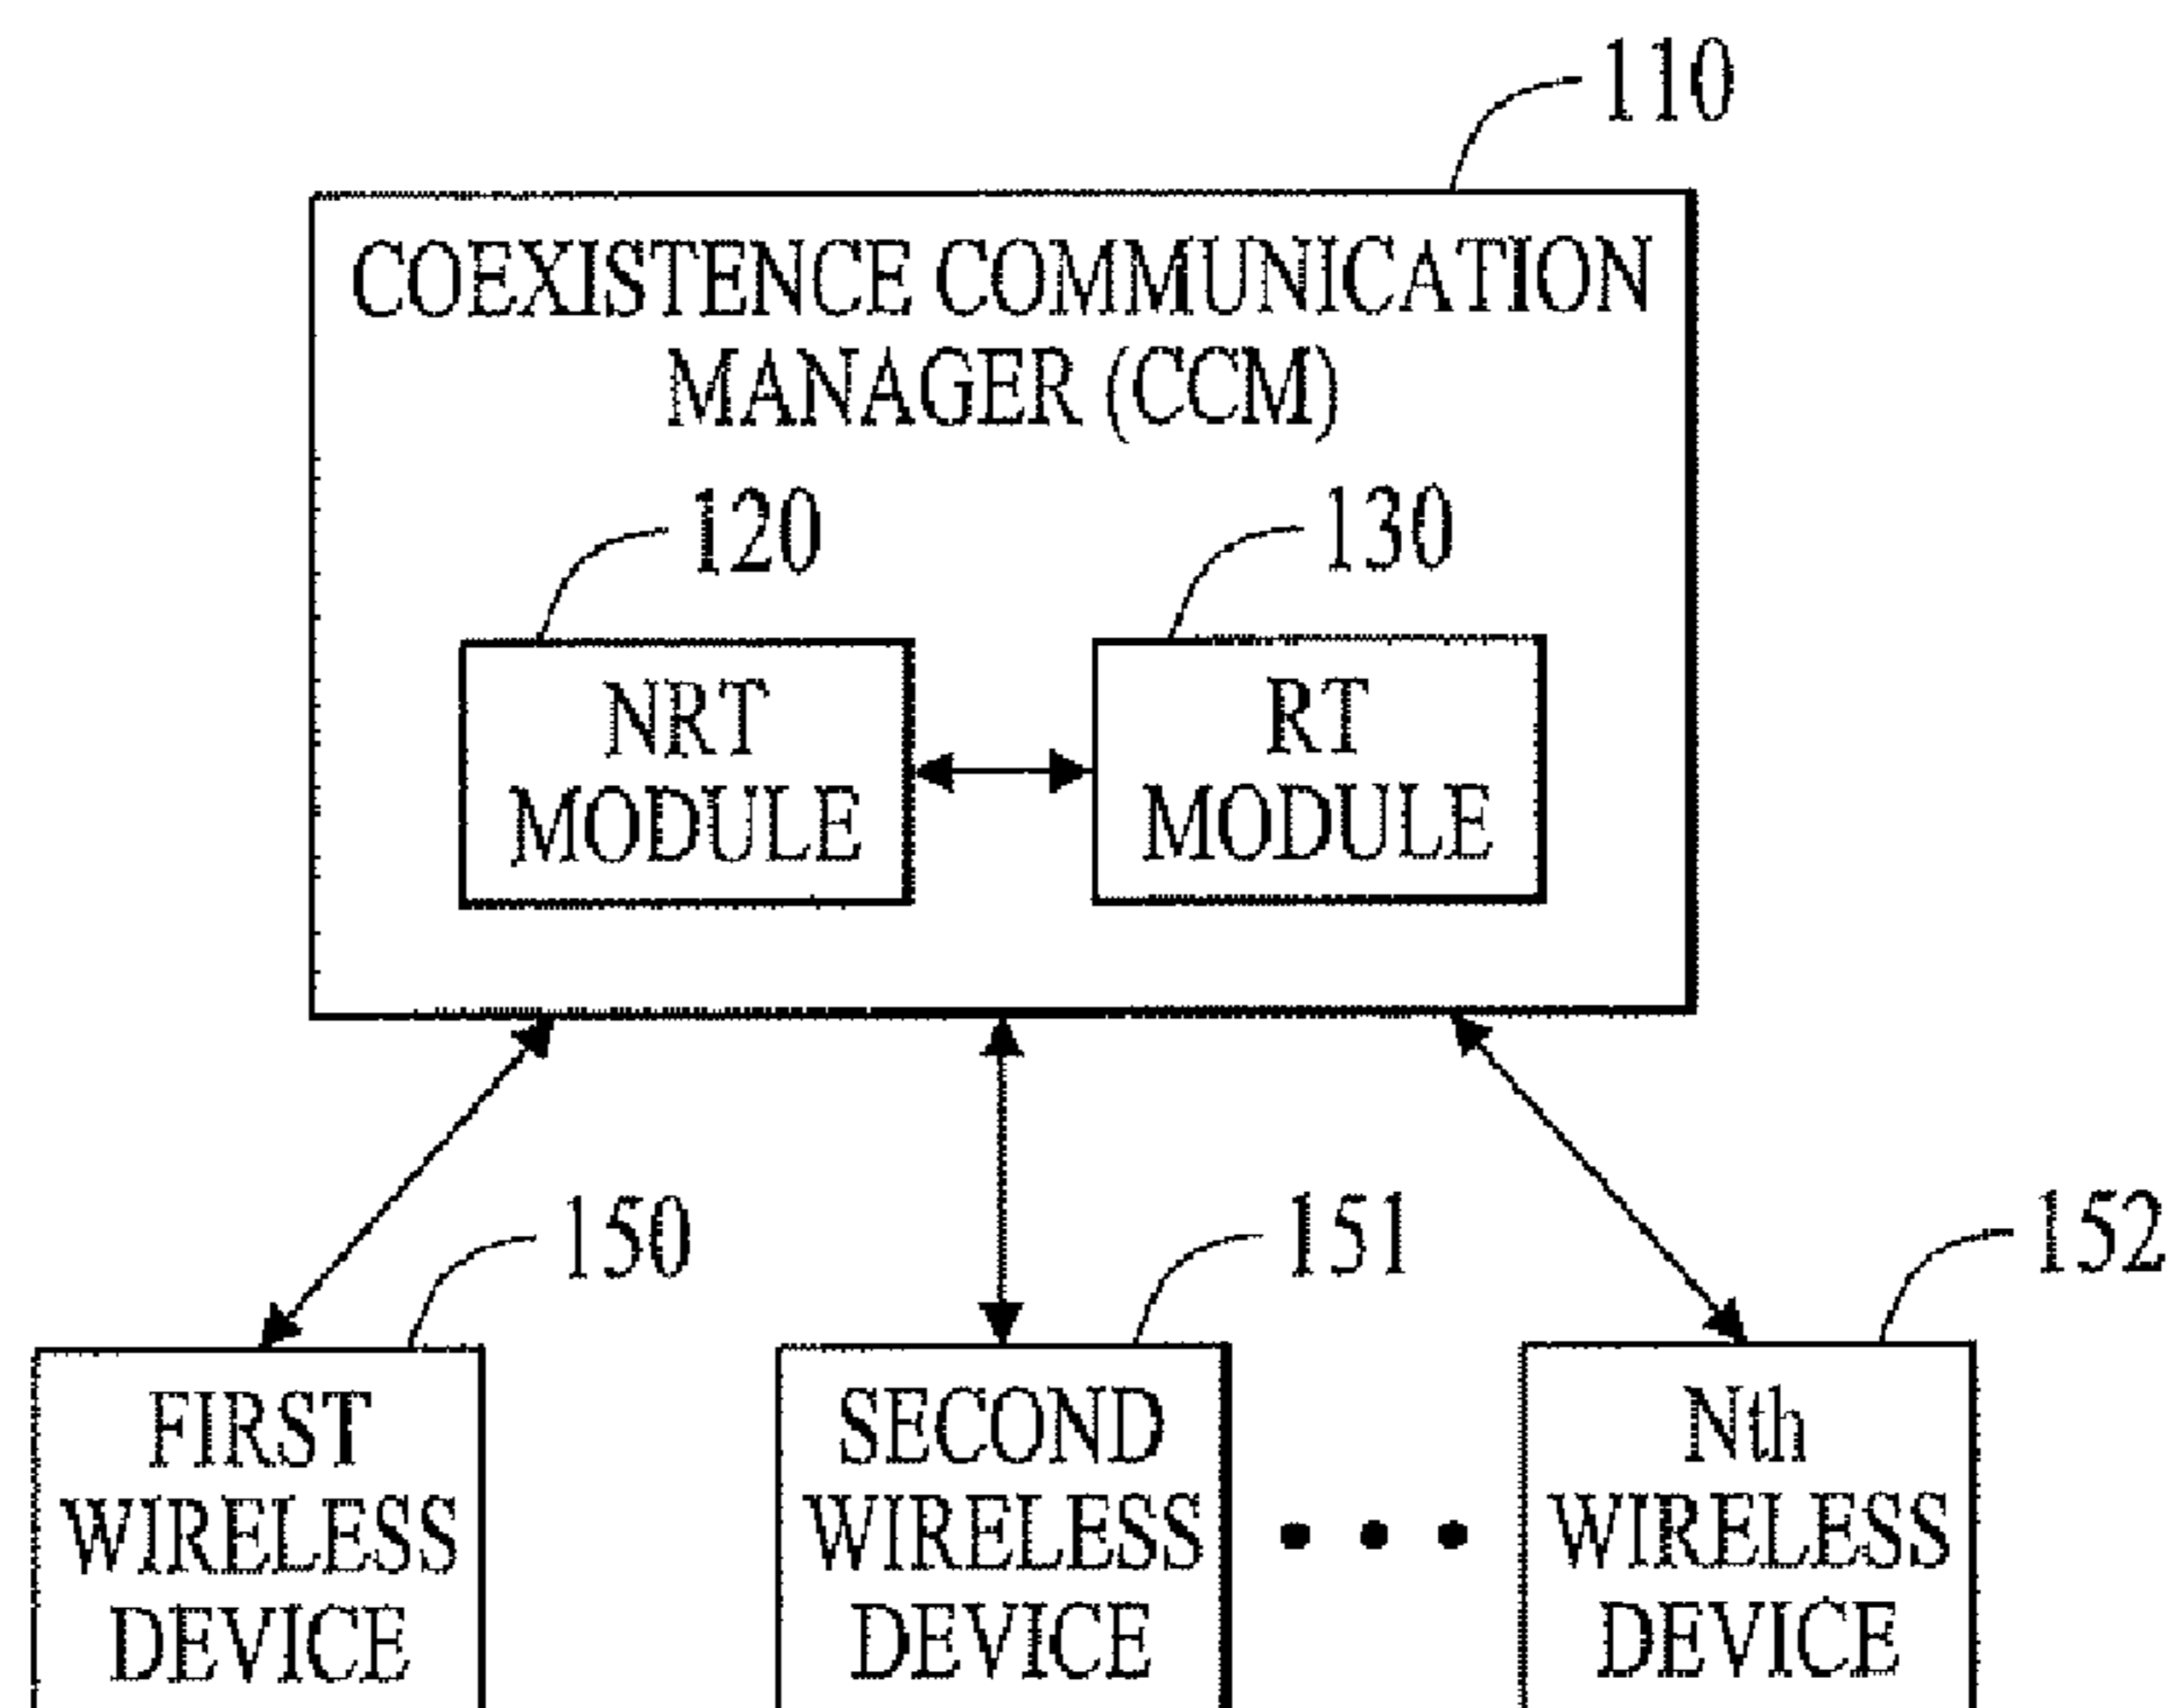 110
COEXISTENCE COMMUNICATION
MANAGER (CCM)
120
130
NRT
MODULE
RT
MODULE
150
151
152
FIRST
WIRELESS
DEVICE
SECOND
WIRELESS
DEVICE
Nth
WIRELESS
DEVICE